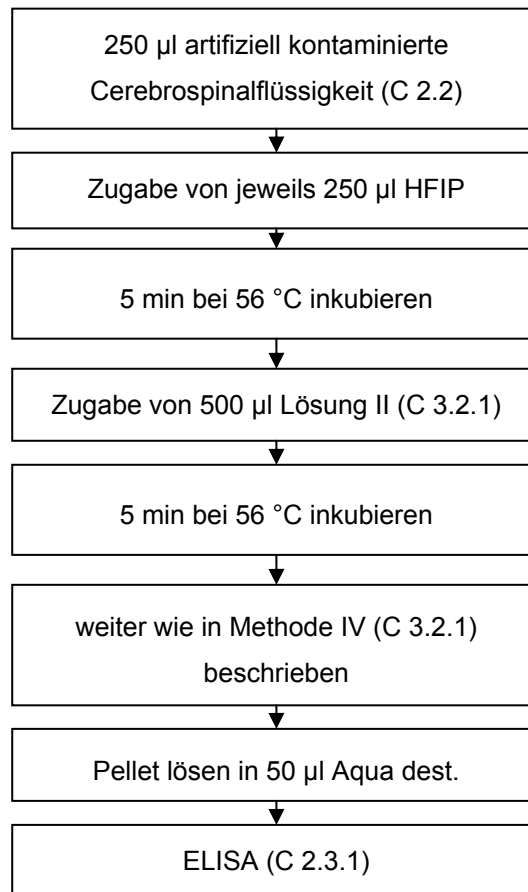 250 µl artifiziell kontaminierte
Cerebrospinalflüssigkeit (C 2.2)
Zugabe von jeweils 250 µl HFIP
5 min bei 56 °C inkubieren
Zugabe von 500 µl Lösung II (C 3.2.1)
5 min bei 56 °C inkubieren
weiter wie in Methode IV (C 3.2.1)
beschrieben
Pellet lösen in 50 µl Aqua dest.
ELISA (C 2.3.1)